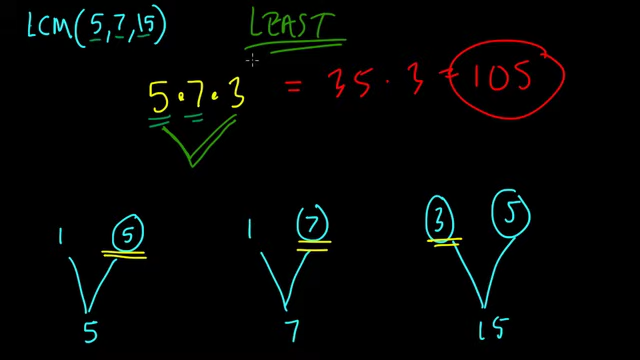 LCM(5,7,15)
LEAST
5 · 7 · 3 = 35 · 3 = 105
1 5 1 7 3 5
5 7 15